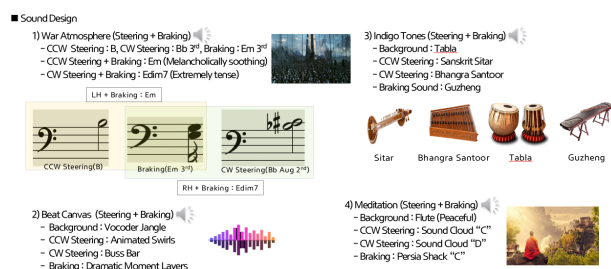 ■ Sound Design
1) War Atmosphere (Steering + Braking)
– CCW Steering : B, CW Steering : Bb 3rd, Braking : Em 3rd
– CCW Steering + Braking : Em (Melancholically soothing)
– CW Steering + Braking : Edim7 (Extremely tense)
LH + Braking : Em
CCW Steering(B)
Braking(Em 3rd)
CW Steering(Bb Aug 2nd)
RH + Braking : Edim7
2) Beat Canvas (Steering + Braking)
– Background : Vocoder Jangle
– CCW Steering : Animated Swirls
– CW Steering : Buss Bar
– Braking : Dramatic Moment Layers
3) Indigo Tones (Steering + Braking)
– Background : Tabla
– CCW Steering : Sanskrit Sitar
– CW Steering : Bhangra Santoor
– Braking Sound : Guzheng
Sitar
Bhangra Santoor
Tabla
Guzheng
4) Meditation (Steering + Braking)
– Background : Flute (Peaceful)
– CCW Steering : Sound Cloud “C”
– CW Steering : Sound Cloud “D”
– Braking : Persia Shack “C”